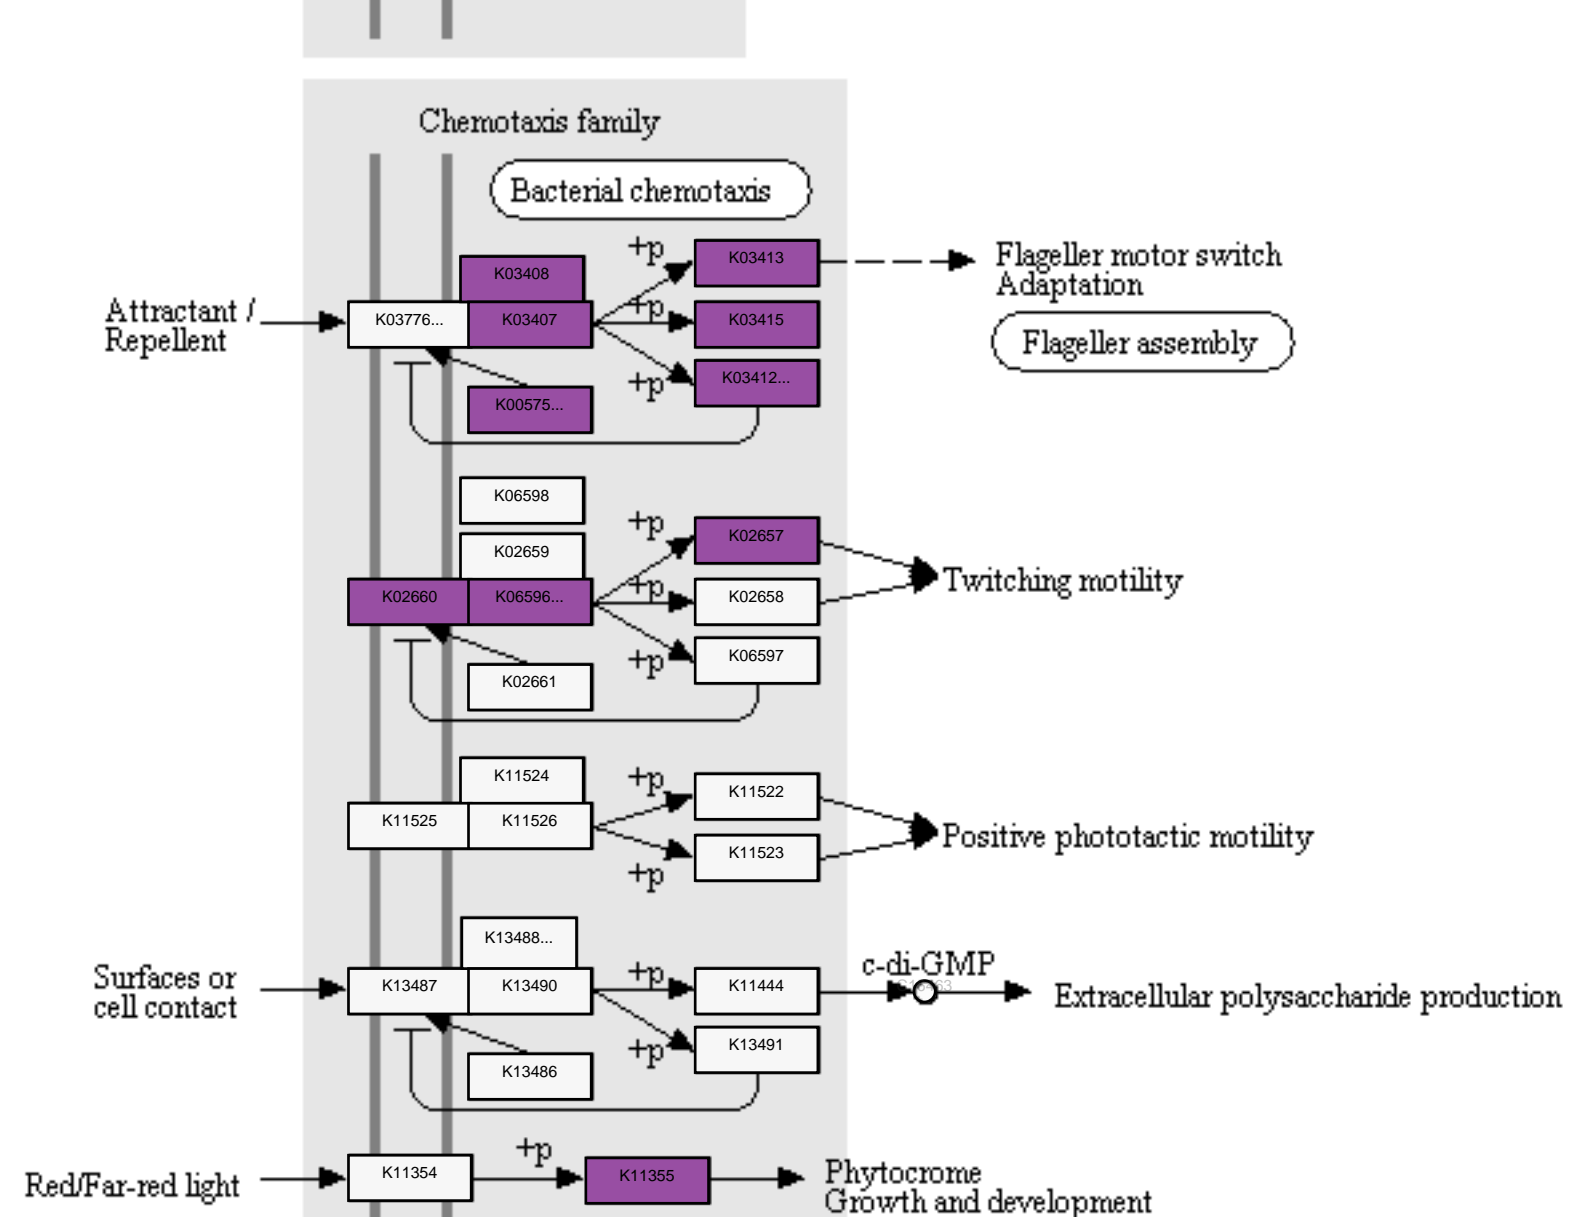 Chemotaxis family
Bacterial chemotaxis
+p
K03413
Flageller motor switch
Adaptation
K03408
Attractant /
Repellent
K03776...
K03407
+p
K03415
Flageller assembly
+p
K03412...
K00575...
K06598
+p
K02657
K02659
Twitching motility
K02660
K06596...
+p
K02658
+p
K06597
K02661
K11524
+p
K11522
K11525
K11526
Positive phototactic motility
K11523
+p
K13488...
c-di-GMP
Surfaces or
cell contact
K13487
K13490
+p
K11444
Extracellular polysaccharide production
+p
K13491
K13486
+p
Red/Far-red light
K11354
K11355
Phytocrome
Growth and development